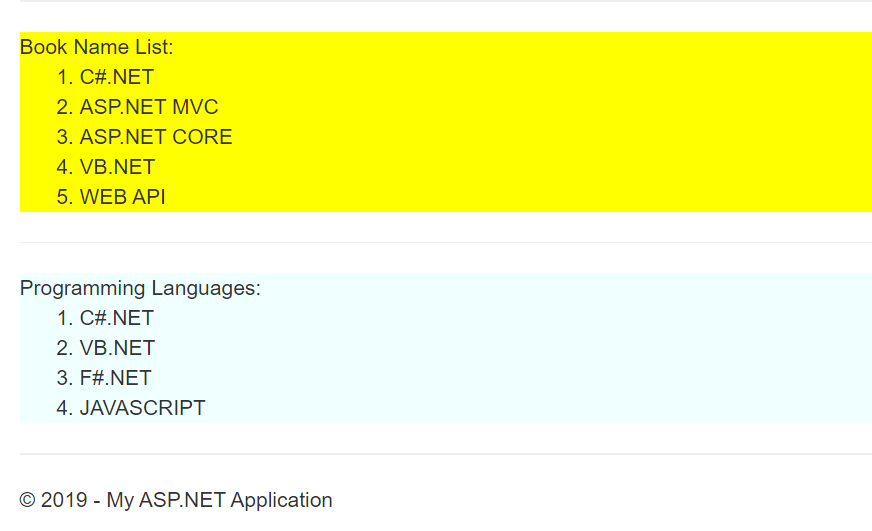 Book Name List:
1. C#.NET
2. ASP.NET MVC
3. ASP.NET CORE
4. VB.NET
5. WEB API
Programming Languages:
1. C#.NET
2. VB.NET
3. F#.NET
4. JAVASCRIPT
© 2019 - My ASP.NET Application